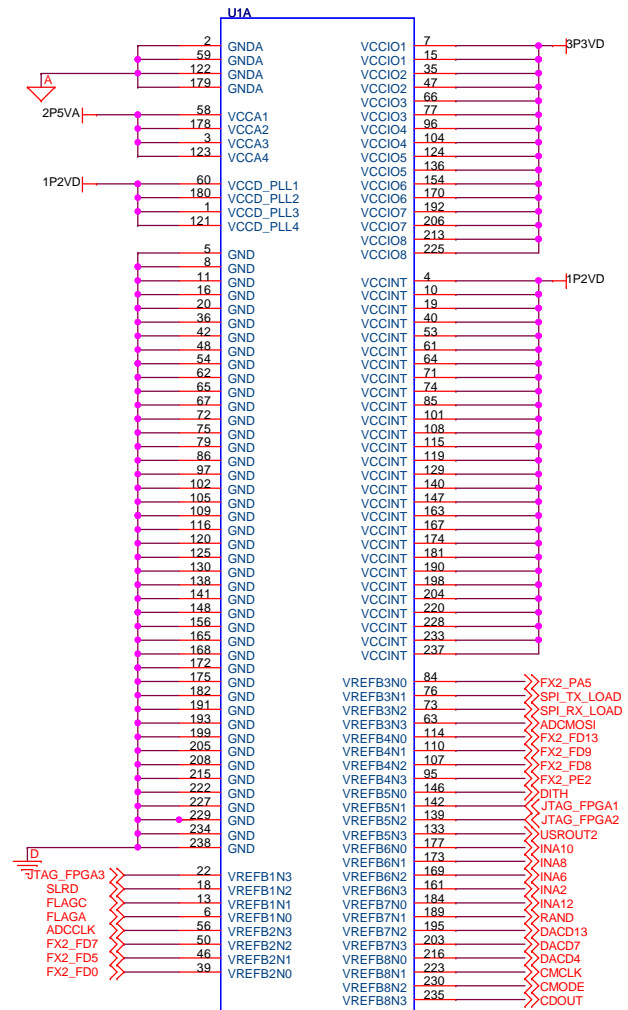 U1A
2 GNDA
59 GNDA
122 GNDA
A
179 GNDA
2P5VA 58 VCCA1
178 VCCA2
3 VCCA3
123 VCCA4
1P2VD 60 VCCD_PLL1
180 VCCD_PLL2
1 VCCD_PLL3
121 VCCD_PLL4
5 GND
8 GND
11 GND
16 GND
20 GND
36 GND
42 GND
48 GND
54 GND
62 GND
65 GND
67 GND
72 GND
75 GND
79 GND
86 GND
97 GND
102 GND
105 GND
109 GND
116 GND
120 GND
125 GND
130 GND
138 GND
141 GND
148 GND
156 GND
165 GND
168 GND
172 GND
175 GND
182 GND
191 GND
193 GND
199 GND
205 GND
208 GND
215 GND
222 GND
227 GND
229 GND
234 GND
238 GND
D
JTAG_FPGA3 22 VREFB1N3
SLRD 18 VREFB1N2
FLAGC 13 VREFB1N1
FLAGA 6 VREFB1N0
ADCCLK 56 VREFB2N3
FX2_FD7 50 VREFB2N2
FX2_FD5 46 VREFB2N1
FX2_FD0 39 VREFB2N0
VCCIO1 7 3P3VD
VCCIO1 15
VCCIO2 35
VCCIO2 47
VCCIO3 66
VCCIO3 77
VCCIO4 96
VCCIO4 104
VCCIO5 124
VCCIO5 136
VCCIO6 154
VCCIO6 170
VCCIO7 192
VCCIO7 206
VCCIO8 213
VCCIO8 225
VCCINT 4 1P2VD
VCCINT 10
VCCINT 19
VCCINT 40
VCCINT 53
VCCINT 61
VCCINT 64
VCCINT 71
VCCINT 74
VCCINT 85
VCCINT 101
VCCINT 108
VCCINT 115
VCCINT 119
VCCINT 129
VCCINT 140
VCCINT 147
VCCINT 163
VCCINT 167
VCCINT 174
VCCINT 181
VCCINT 190
VCCINT 198
VCCINT 204
VCCINT 220
VCCINT 228
VCCINT 233
VCCINT 237
VREFB3N0 84 FX2_PA5
VREFB3N1 76 SPI_TX_LOAD
VREFB3N2 73 SPI_RX_LOAD
VREFB3N3 63 ADCMOSI
VREFB4N0 114 FX2_FD13
VREFB4N1 110 FX2_FD9
VREFB4N2 107 FX2_FD8
VREFB4N3 95 FX2_PE2
VREFB5N0 146 DITH
VREFB5N1 142 JTAG_FPGA1
VREFB5N2 139 JTAG_FPGA2
VREFB5N3 133 USROUT2
VREFB6N0 177 INA10
VREFB6N1 173 INA8
VREFB6N2 169 INA6
VREFB6N3 161 INA2
VREFB7N0 184 INA12
VREFB7N1 189 RAND
VREFB7N2 195 DACD13
VREFB7N3 203 DACD7
VREFB8N0 216 DACD4
VREFB8N1 223 CMCLK
VREFB8N2 230 CMODE
VREFB8N3 235 CDOUT